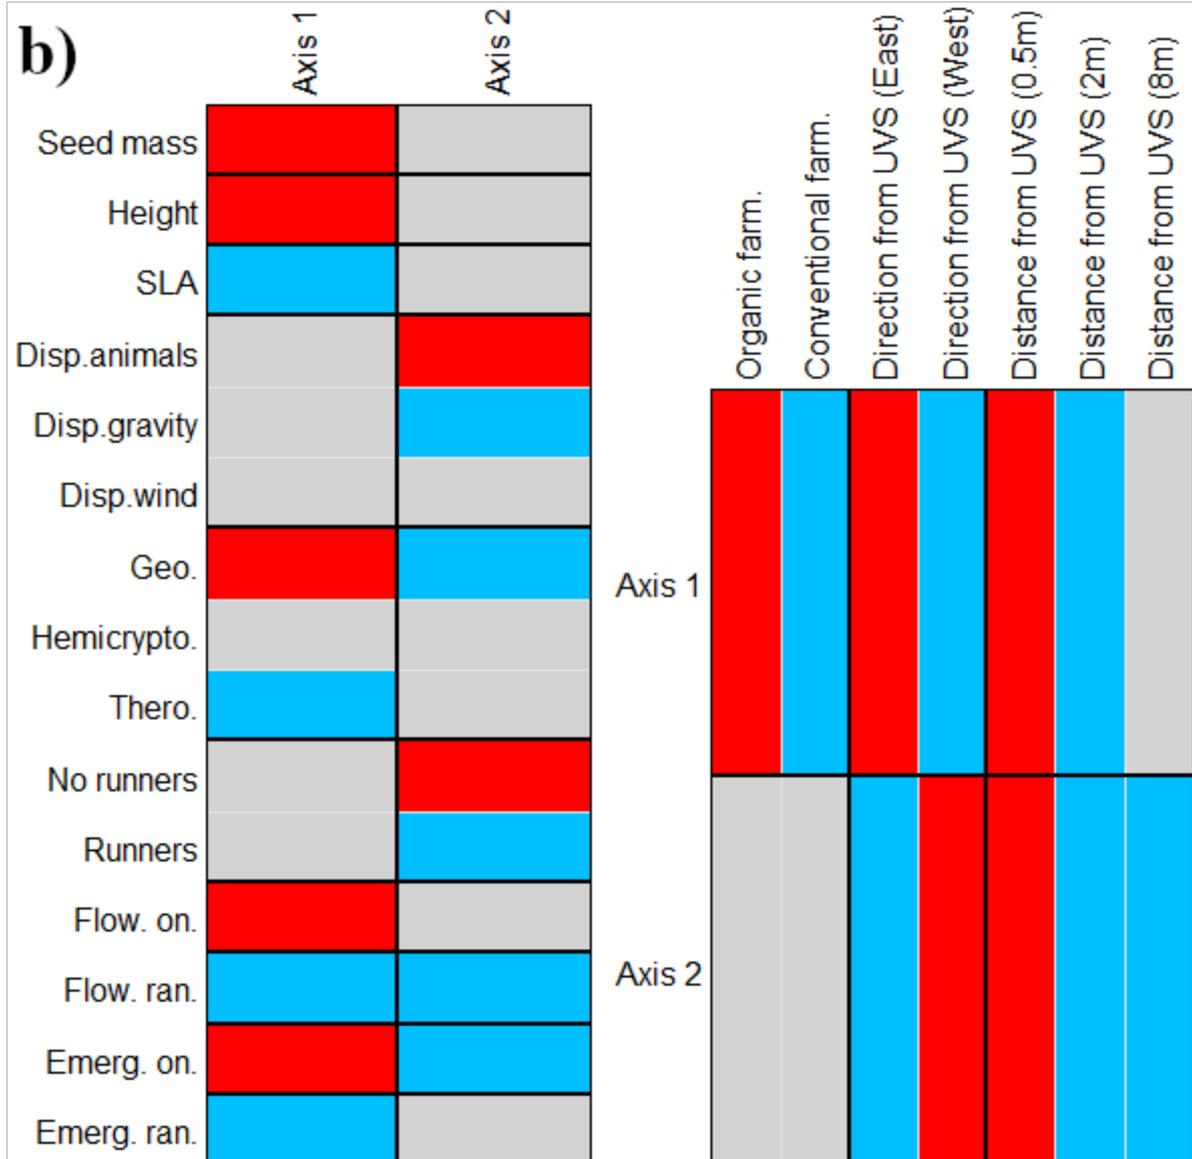 b)
Axis 1
Axis 2
Seed mass
Height
SLA
Disp.animals
Disp.gravity
Disp.wind
Geo.
Hemicrypto.
Thero.
No runners
Runners
Flow. on.
Flow. ran.
Emerg. on.
Emerg. ran.
Organic farm.
Conventional farm.
Direction from UVS (East)
Direction from UVS (West)
Distance from UVS (0.5m)
Distance from UVS (2m)
Distance from UVS (8m)
Axis 1
Axis 2